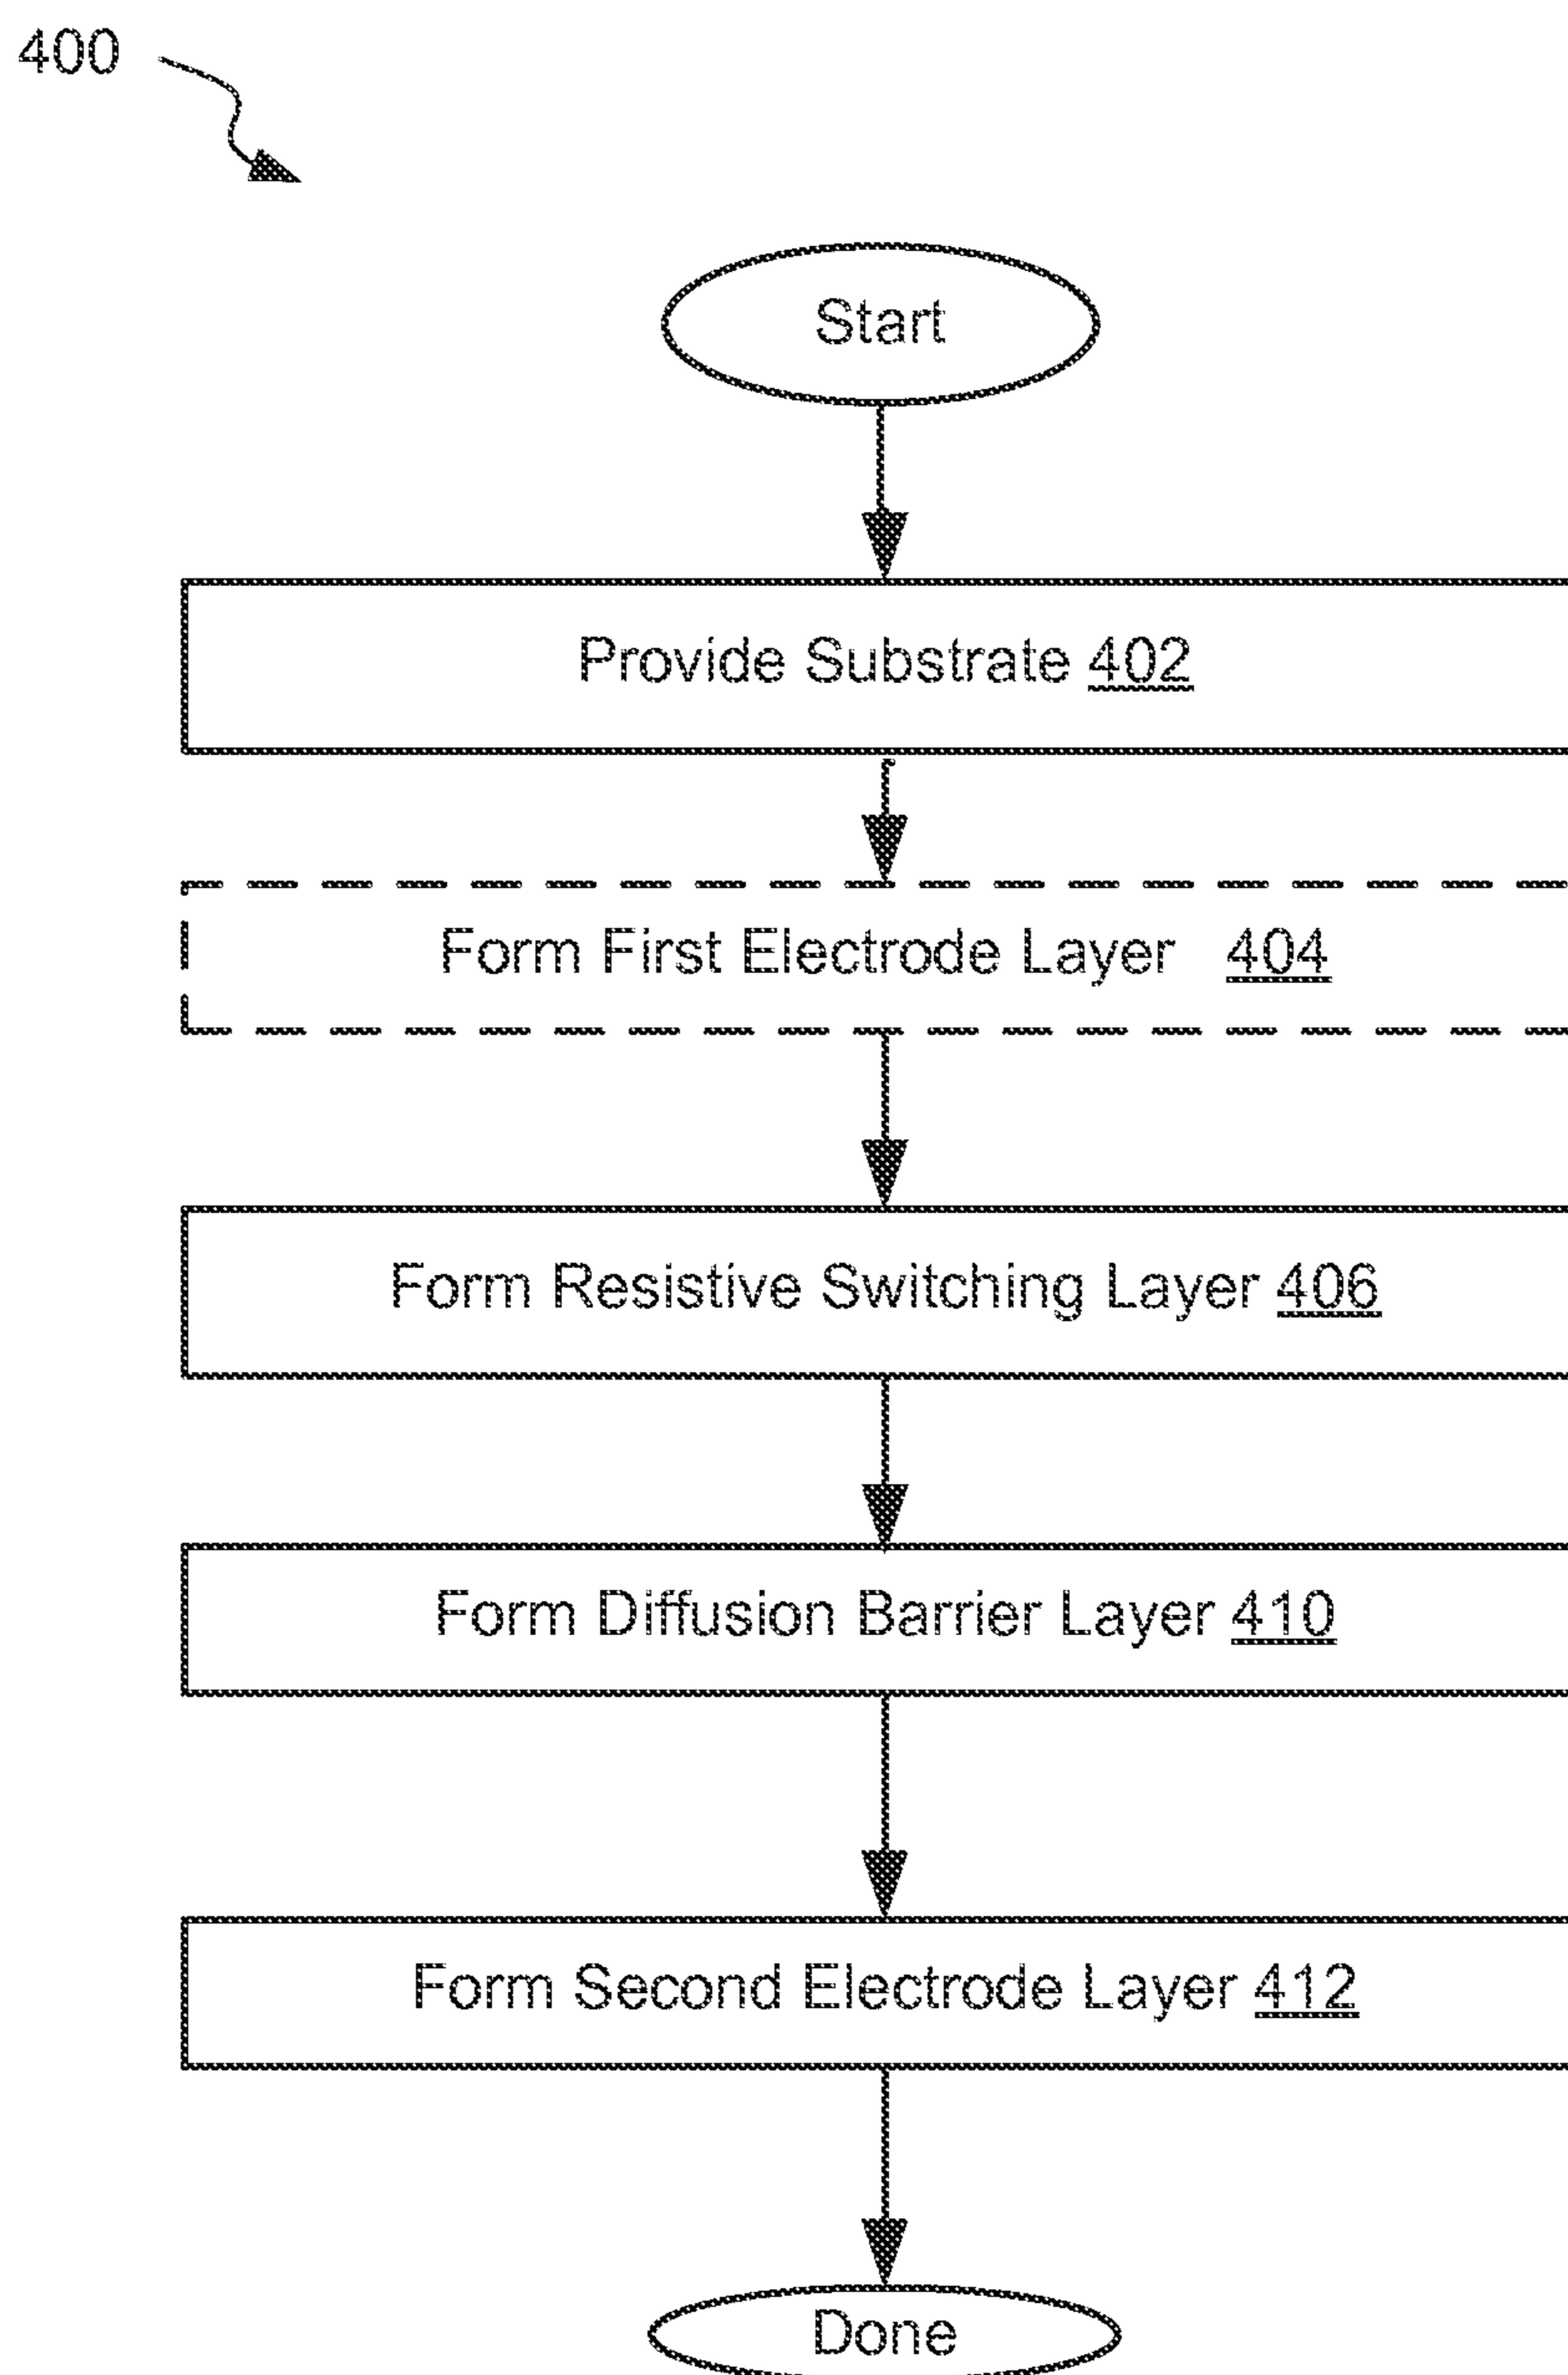 400
Start
Provide Substrate 402
Form First Electrode Layer 404
Form Resistive Switching Layer 406
Form Diffusion Barrier Layer 410
Form Second Electrode Layer 412
Done